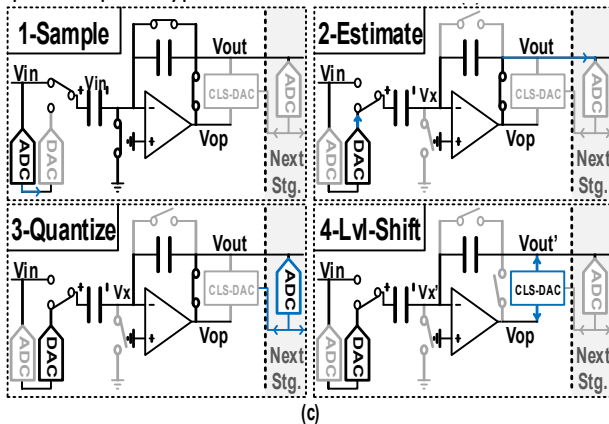 1-Sample
Vin
Vin'
Vout
CLS-DAC
ADC
ADC
DAC
Vop
Next
Stg.
2-Estimate
Vin
Vx
Vout
CLS-DAC
ADC
ADC
DAC
Vop
Next
Stg.
3-Quantize
Vin
Vx
Vout
CLS-DAC
ADC
ADC
DAC
Vop
Next
Stg.
4-Lvl-Shift
Vin
Vx'
Vout'
CLS-DAC
ADC
ADC
DAC
Vop
Next
Stg.
(c)